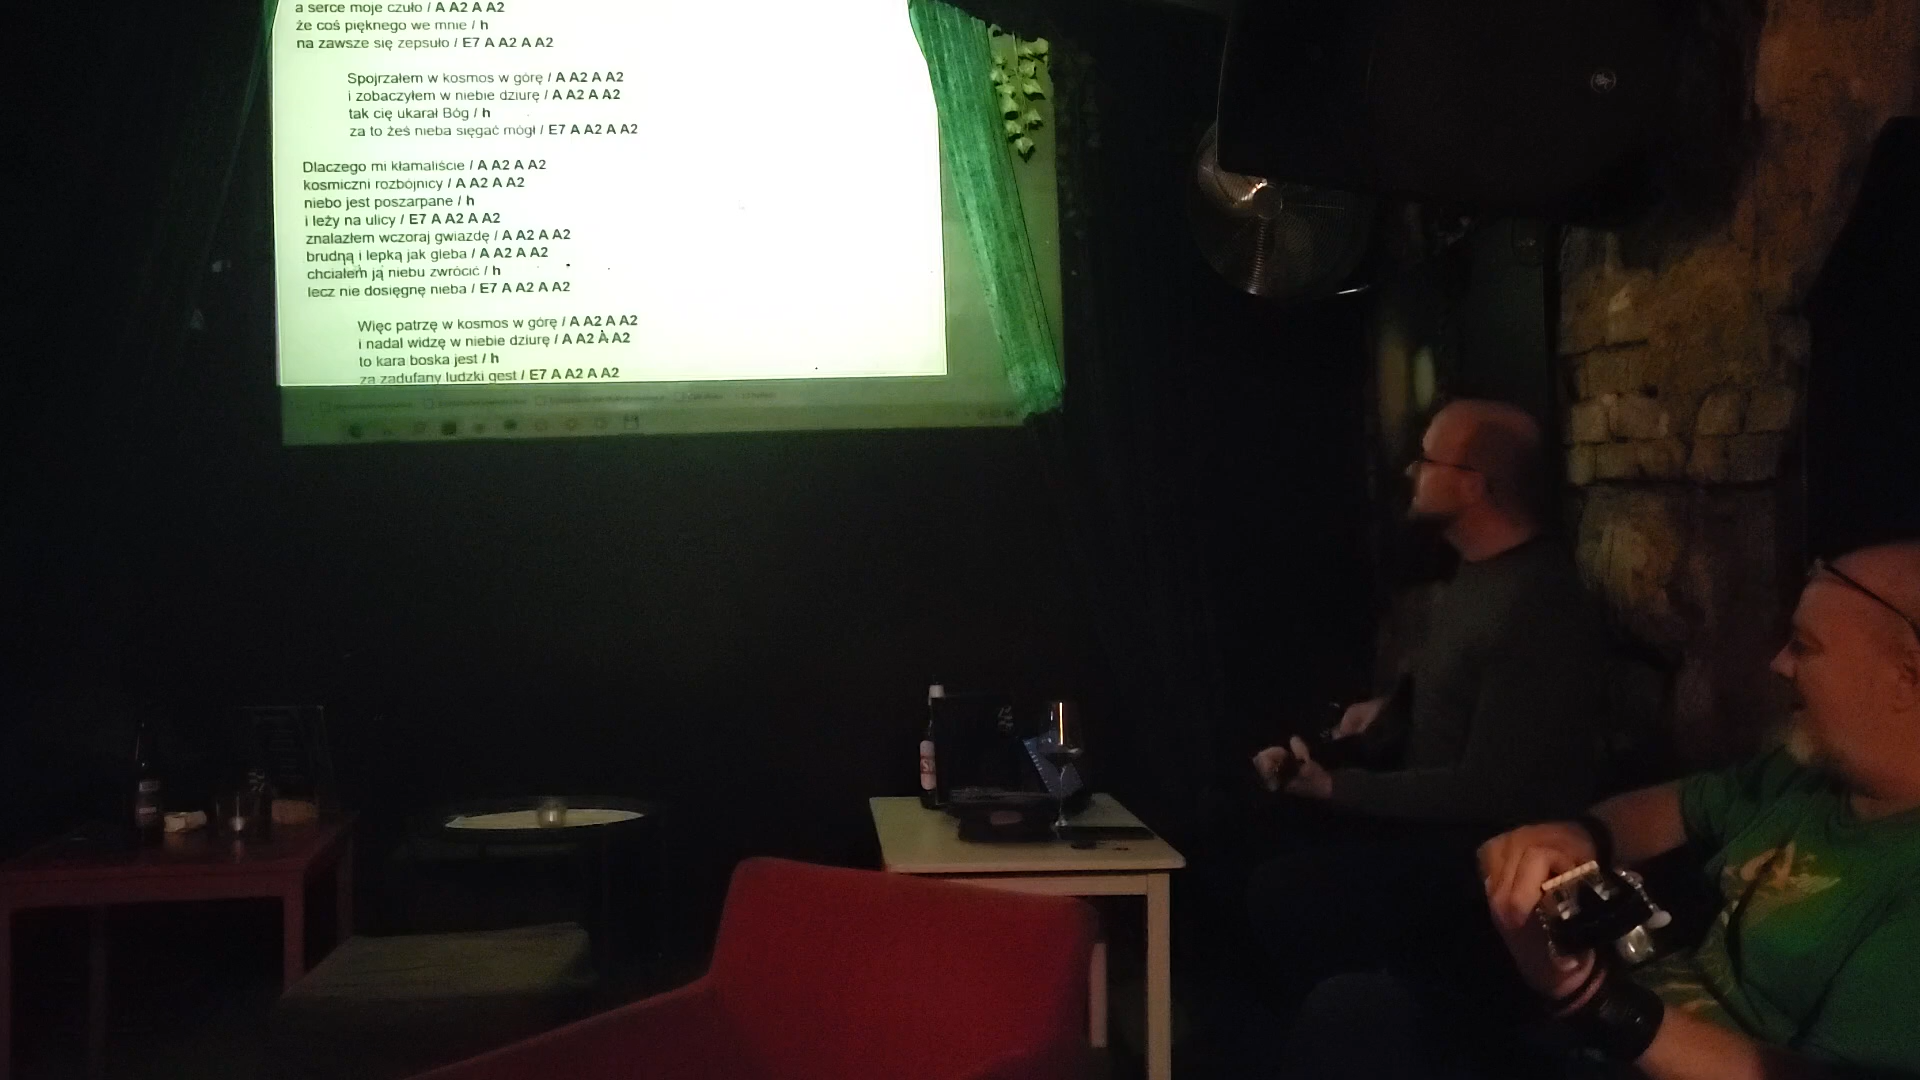 a serce moje czuło / A A2 A A2
że coś pięknego we mnie / h
na zawsze się zepsuło / E7 A A2 A A2
Spojrzałem w kosmos w górę / A A2 A A2
i zobaczyłem w niebie dziurę / A A2 A A2
tak cię ukarał Bóg / h
za to żeś nieba sięgać mógł / E7 A A2 A A2
Dlaczego mi kłamaliście / A A2 A A2
kosmiczni rozbójnicy / A A2 A A2
niebo jest poszarpane / h
i leży na ulicy / E7 A A2 A A2
znalazłem wczoraj gwiazdę / A A2 A A2
brudną i lepką jak gleba / A A2 A A2
chciałem ją niebu zwrócić / h
lecz nie dosięgnę nieba / E7 A A2 A A2
Więc patrzę w kosmos w górę / A A2 A A2
i nadal widzę w niebie dziurę / A A2 A A2
to kara boska jest / h
za zadufany ludzki gest / E7 A A2 A A2